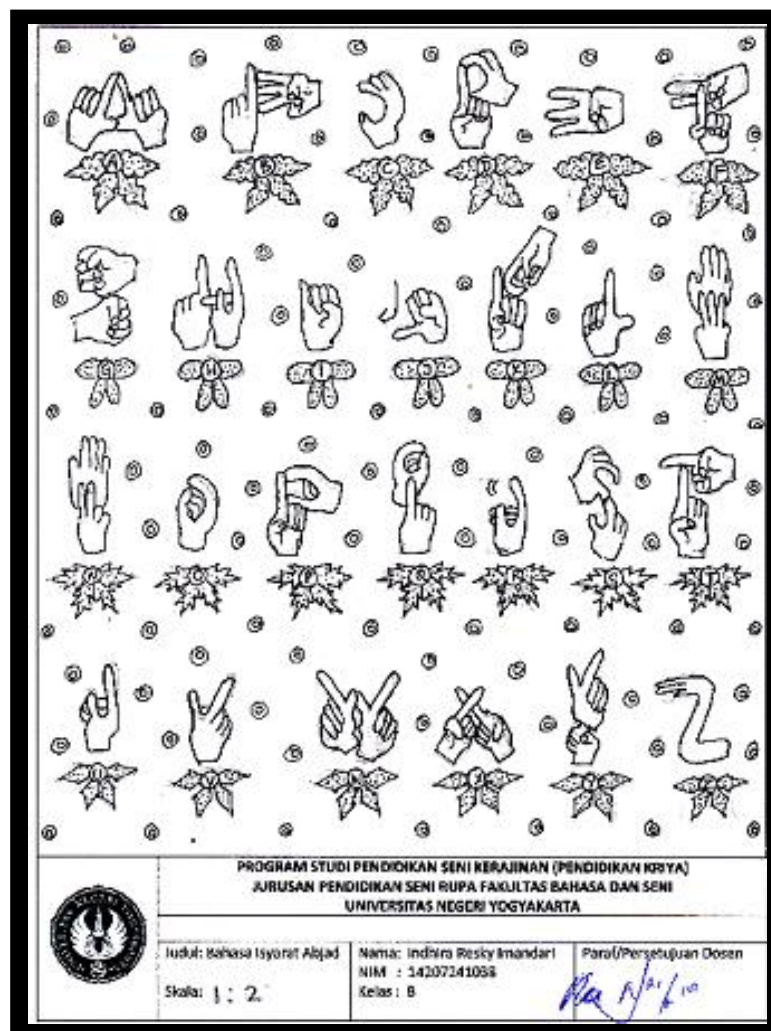 A B C D E F
G H I J K L M
N O P Q R S T
U V W X Y Z
PROGRAM STUDI PENDIDIKAN SENI KERAJINAN (PENDIDIKAN KRIYA)
JURUSAN PENDIDIKAN SENI RUPA FAKULTAS BAHASA DAN SENI
UNIVERSITAS NEGERI YOGYAKARTA
Judul: Bahasa Isyarat Abjad
Skala: 1:2
Nama: Indhira Resky Imandari
NIM : 14207241038
Kelas: B
Paraf/Persetujuan Dosen